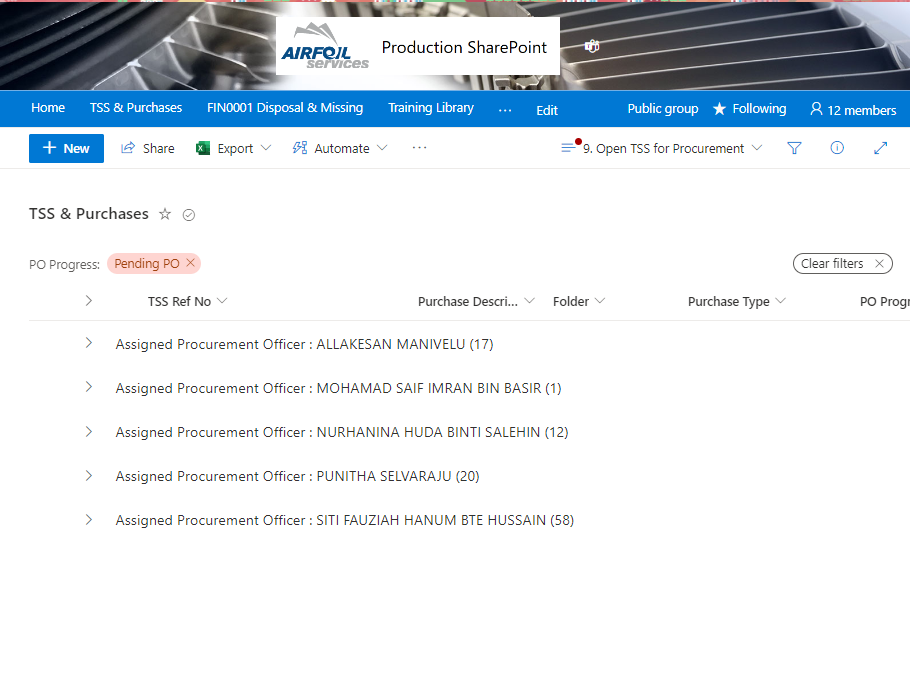 AIRFOIL
services
Production SharePoint
Home TSS & Purchases FIN0001 Disposal & Missing Training Library ... Edit Public group Following 12 members
New Share Export Automate ... 9. Open TSS for Procurement
TSS & Purchases
PO Progress: Pending PO Clear filters
TSS Ref No Purchase Descri... Folder Purchase Type PO Progr
Assigned Procurement Officer : ALLAKESAN MANIVELU (17)
Assigned Procurement Officer : MOHAMAD SAIF IMRAN BIN BASIR (1)
Assigned Procurement Officer : NURHANINA HUDA BINTI SALEHIN (12)
Assigned Procurement Officer : PUNITHA SELVARAJU (20)
Assigned Procurement Officer : SITI FAUZIAH HANUM BTE HUSSAIN (58)